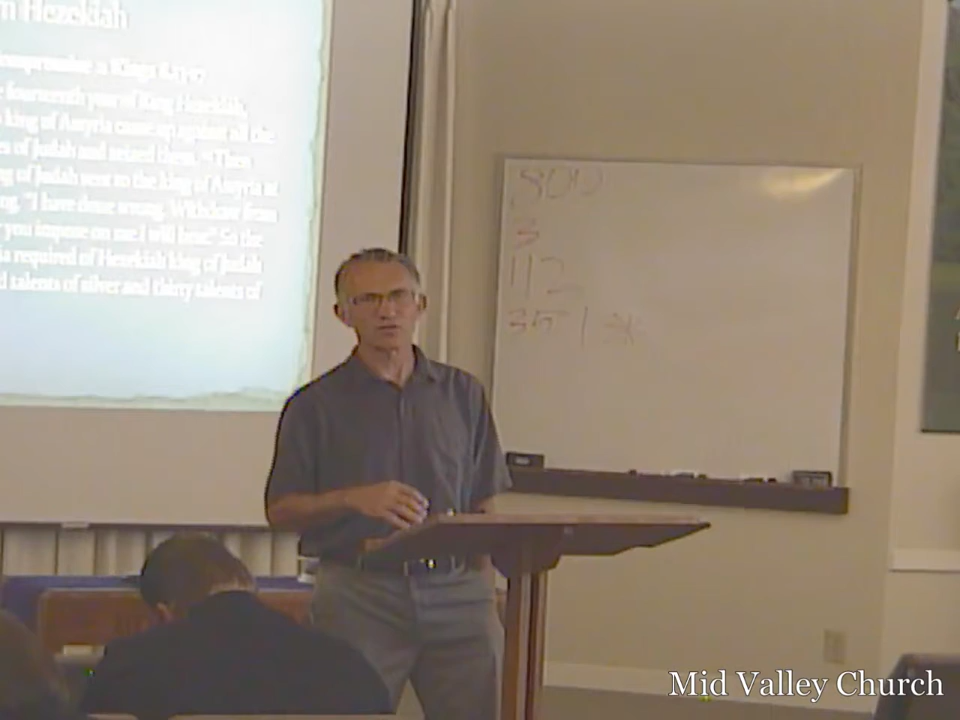 m Hezekiah
Kings
fourteenth year of King Hezekiah,
king of Assyria came up against all the
of Judah and seized them. "Then
of Judah sent to the king of Assyria at
"I have done wrong. Withdraw from
you impose on me I will bear." So the
required of Hezekiah king of Judah
talents of silver and thirty talents of
800
3
112
Mid Valley Church